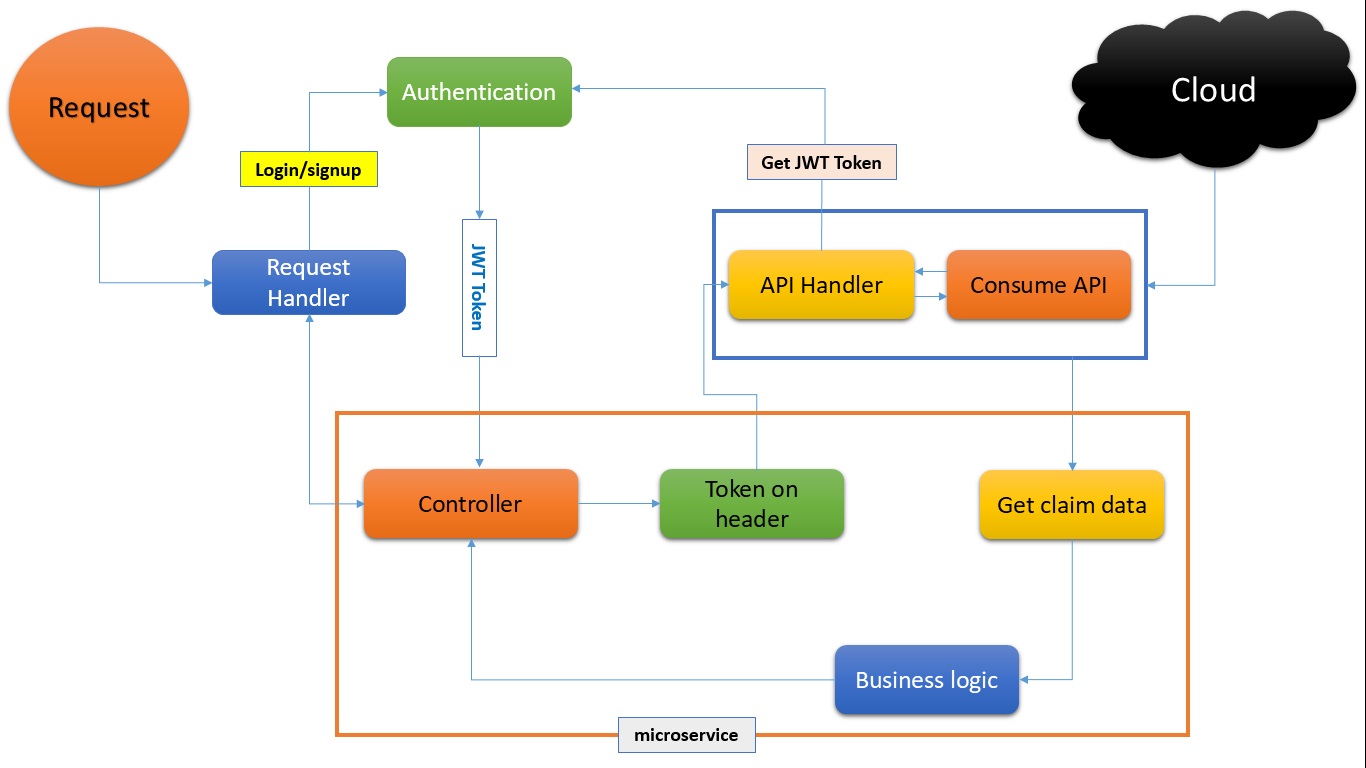 Request
Authentication
Cloud
Login/signup
Get JWT Token
Request
Handler
JWT Token
API Handler
Consume API
Controller
Token on
header
Get claim data
Business logic
microservice